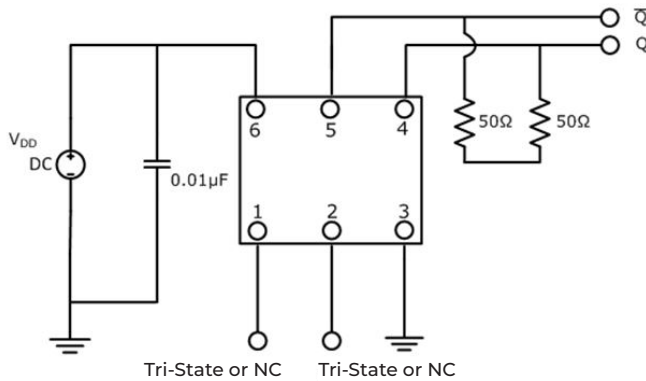 Q̅
Q
6
5
4
50Ω
50Ω
V_DD
DC
+
-
0.01µF
1
2
3
Tri-State or NC
Tri-State or NC